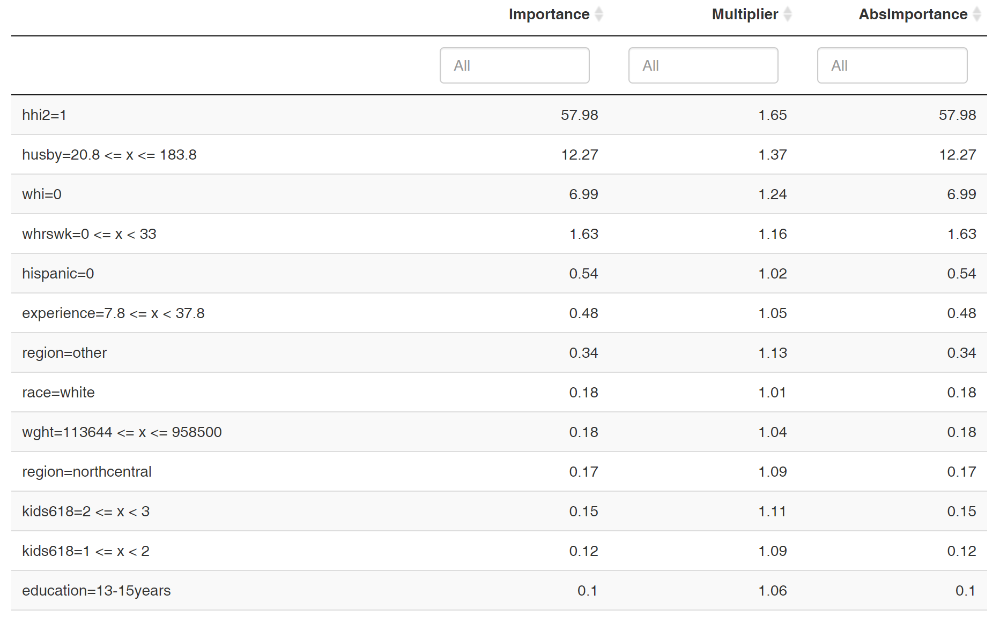 Importance Multiplier AbsImportance
All All All
hhi2=1 57.98 1.65 57.98
husby=20.8 <= x <= 183.8 12.27 1.37 12.27
whi=0 6.99 1.24 6.99
whrswk=0 <= x < 33 1.63 1.16 1.63
hispanic=0 0.54 1.02 0.54
experience=7.8 <= x < 37.8 0.48 1.05 0.48
region=other 0.34 1.13 0.34
race=white 0.18 1.01 0.18
wght=113644 <= x <= 958500 0.18 1.04 0.18
region=northcentral 0.17 1.09 0.17
kids618=2 <= x < 3 0.15 1.11 0.15
kids618=1 <= x < 2 0.12 1.09 0.12
education=13-15years 0.1 1.06 0.1